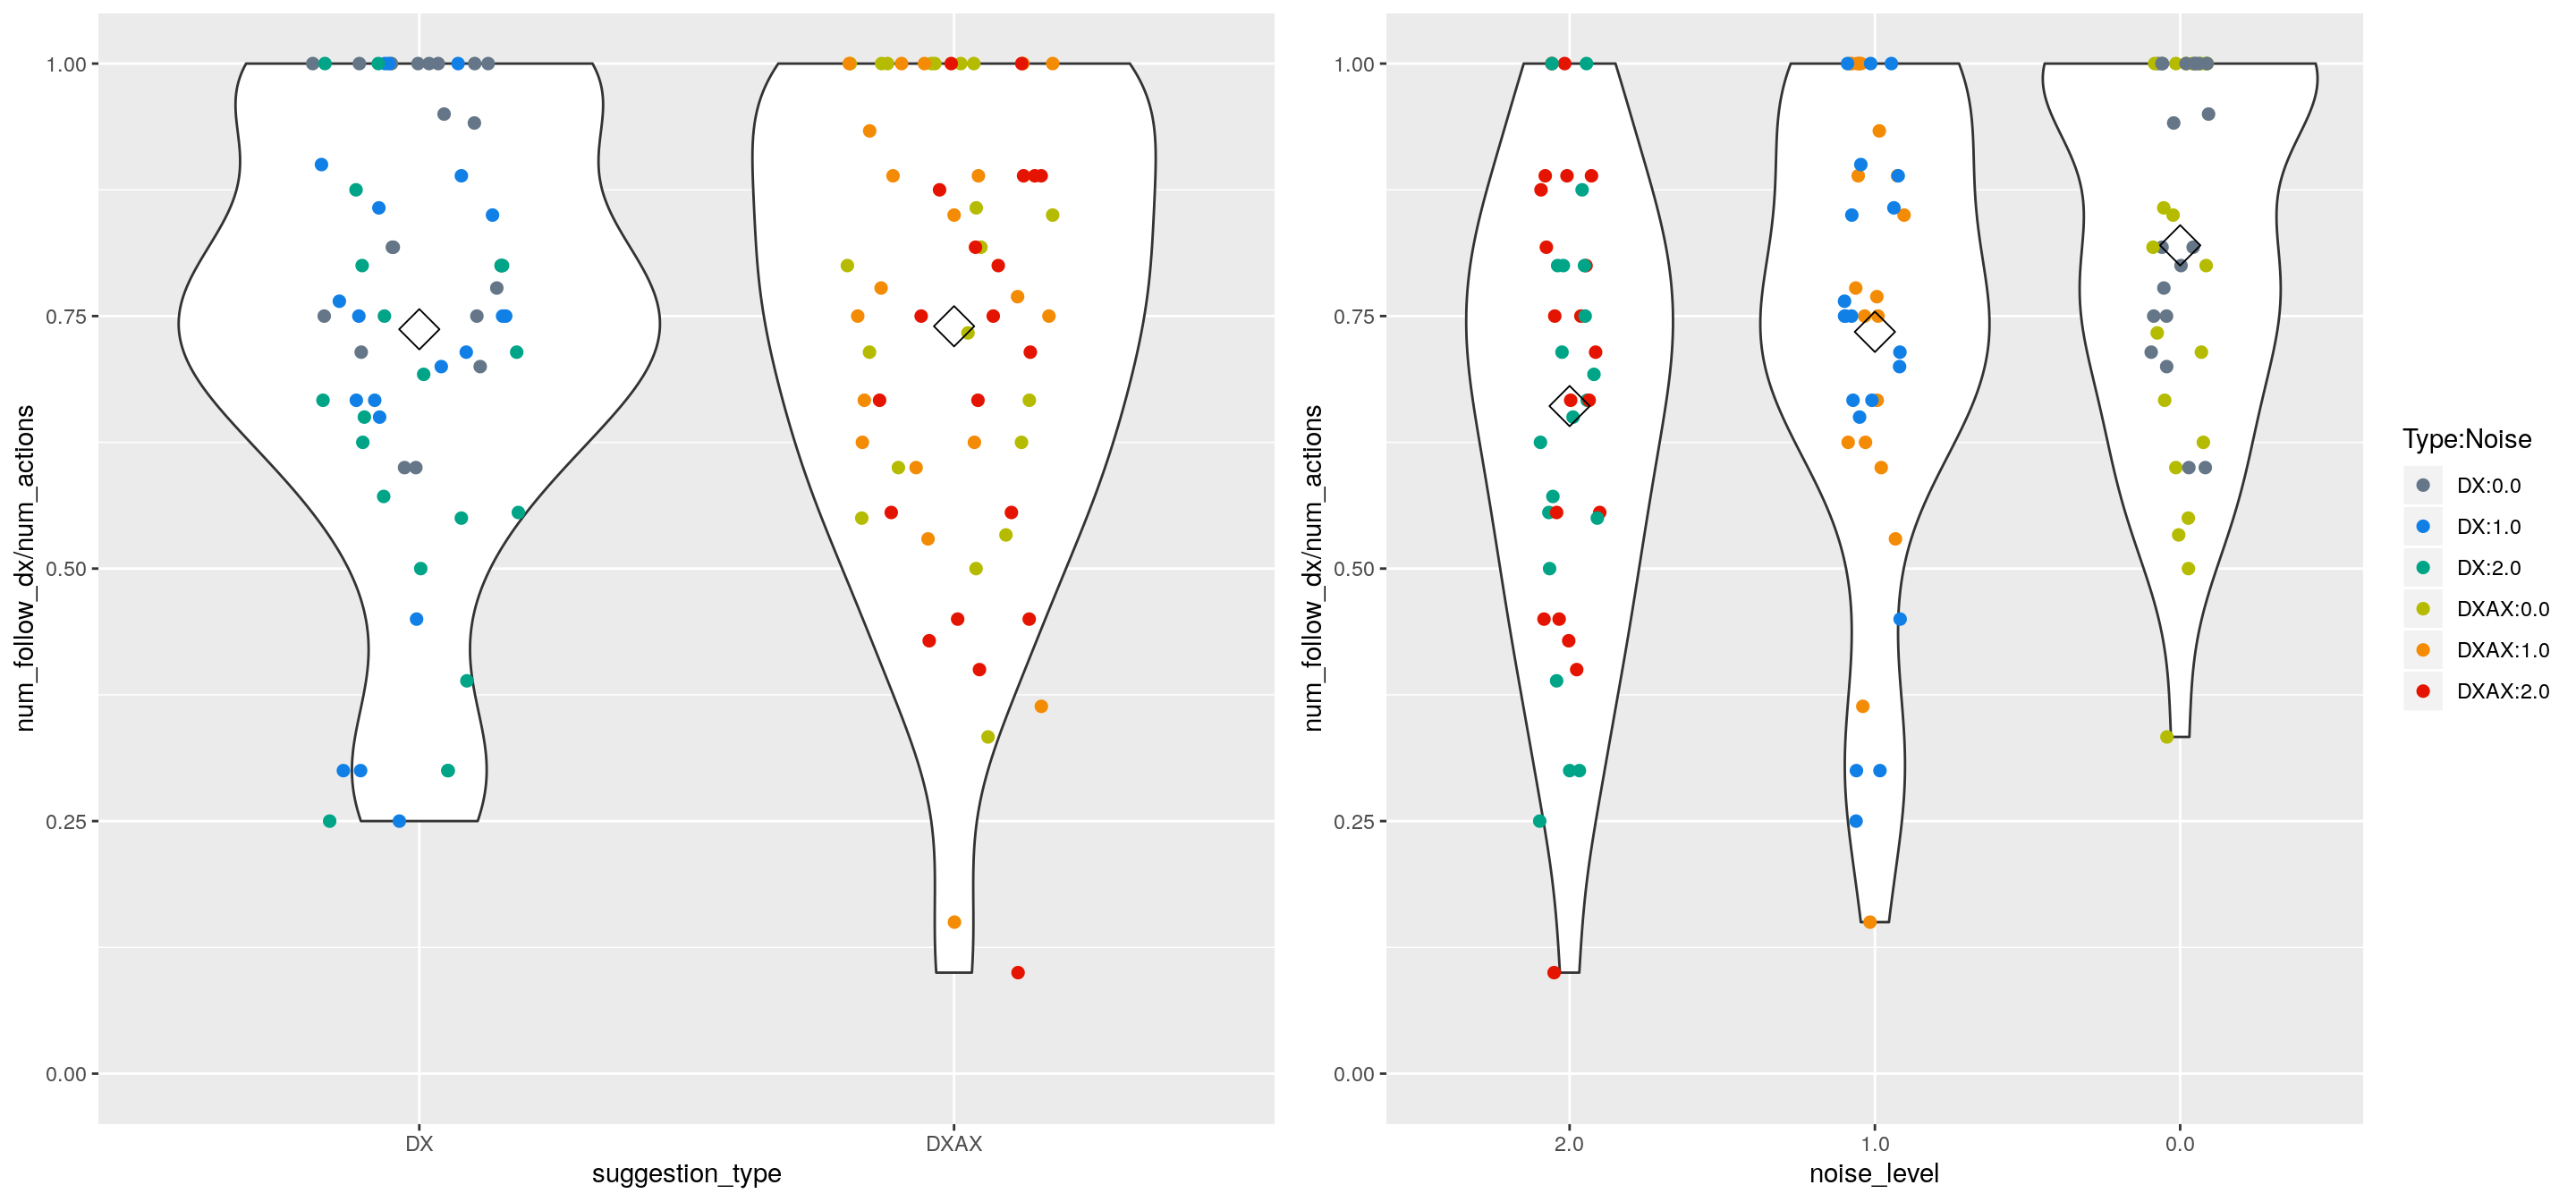 1.00
0.75
0.50
0.25
0.00
num_follow_dx/num_actions
DX
DXAX
suggestion_type
1.00
0.75
0.50
0.25
0.00
num_follow_dx/num_actions
2.0
1.0
0.0
noise_level
Type:Noise
DX:0.0
DX:1.0
DX:2.0
DXAX:0.0
DXAX:1.0
DXAX:2.0